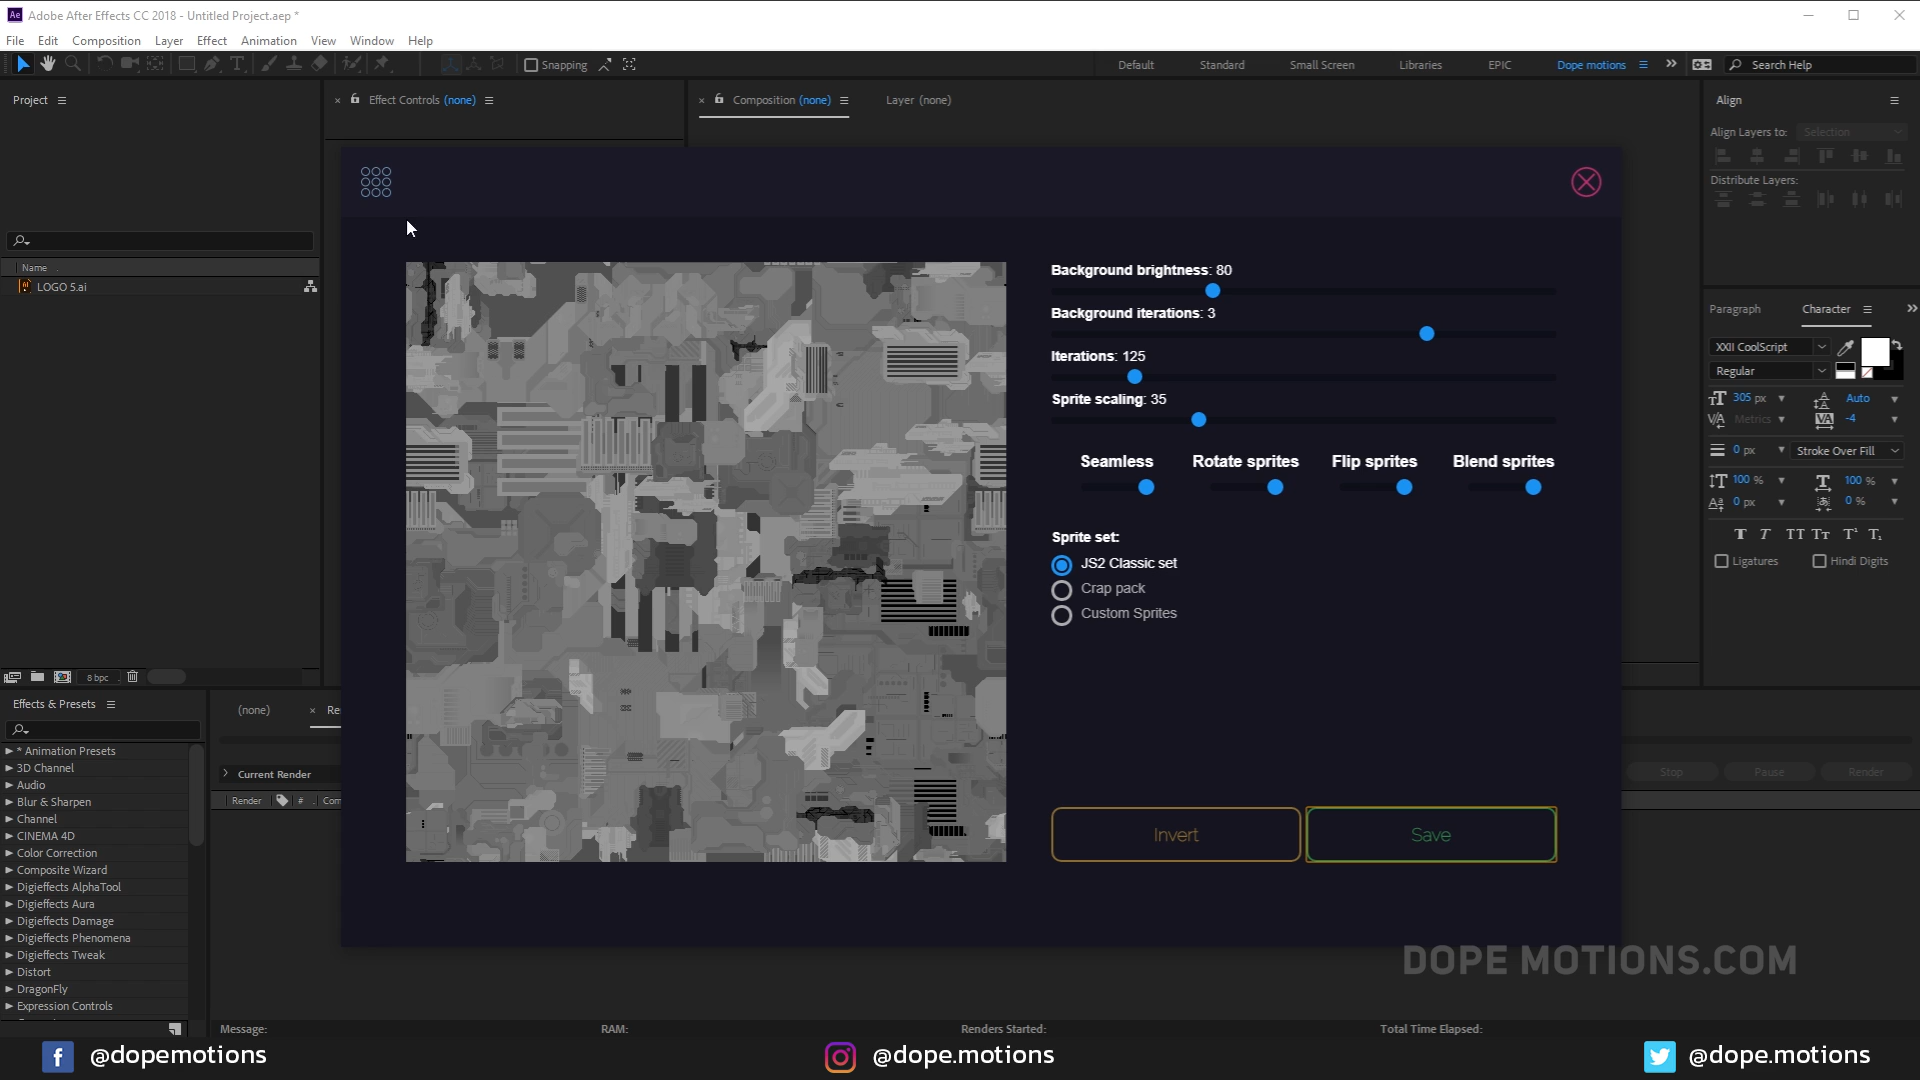 Ae Adobe After Effects CC 2018 - Untitled Project.aep *
File Edit Composition Layer Effect Animation View Window Help
Snapping Default Standard Small Screen Libraries EPIC Dope motions Search Help
Project Effect Controls (none) Composition (none) Layer (none) Align
Align Layers to: Selection
Distribute Layers:
Name
LOGO 5.ai
Background brightness: 80
Background iterations: 3
Iterations: 125
Sprite scaling: 35
Seamless Rotate sprites Flip sprites Blend sprites
Sprite set:
JS2 Classic set
Crap pack
Custom Sprites
Invert Save
Paragraph Character
XXII CoolScript
Regular
305 px Auto
Metrics -4
0 px Stroke Over Fill
100 % 100 %
0 px 0 %
T T TT Tt T¹ T₁
Ligatures Hindi Digits
8 bpc
Effects & Presets (none) Re
* Animation Presets
3D Channel
Audio
Blur & Sharpen
Channel
CINEMA 4D
Color Correction
Composite Wizard
Digieffects AlphaTool
Digieffects Aura
Digieffects Damage
Digieffects Phenomena
Digieffects Tweak
Distort
DragonFly
Expression Controls
Current Render
Render # Com
Stop Pause Render
DOPE MOTIONS.COM
Message: RAM: Renders Started: Total Time Elapsed:
@dopemotions @dope.motions @dope.motions